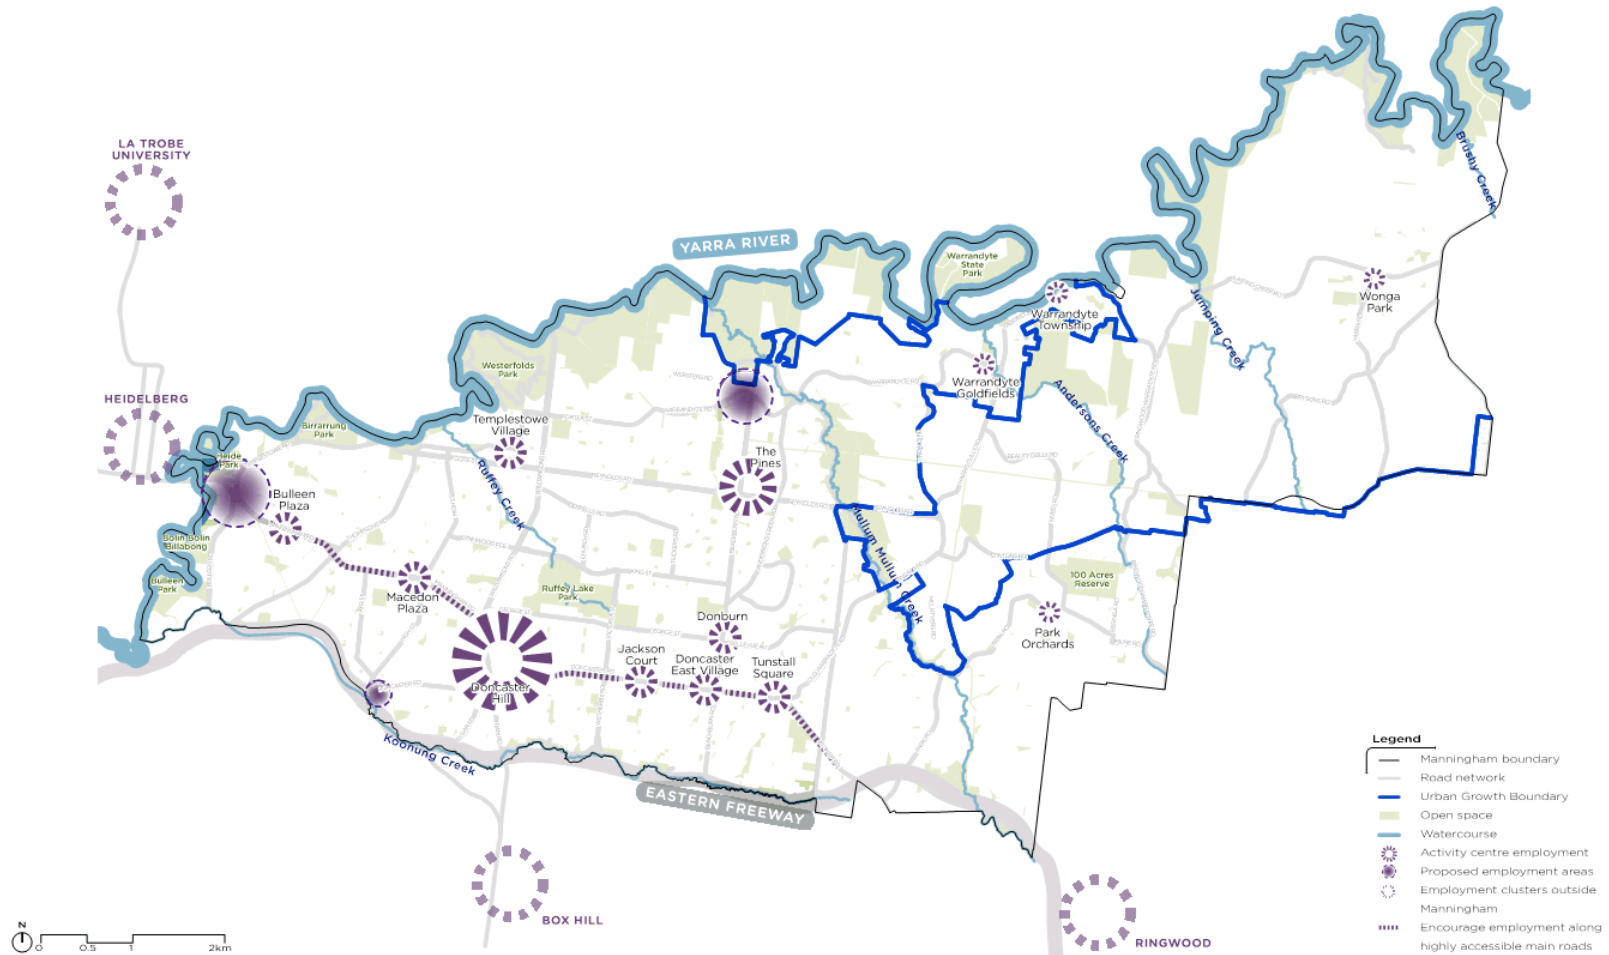 LA TROBE
UNIVERSITY
HEIDELBERG
YARRA RIVER
Warrandyte
State
Park
Brushy Creek
Wonga
Park
Jumping Creek
Warrandyte
Township
Warrandyte
Goldfields
Andersons Creek
Westerfolds
Park
Birrarrung
Park
Templestowe
Village
Heide
Park
Bulleen
Plaza
Bolin Bolin
Billabong
Bulleen
Park
Ruffey Creek
The
Pines
Mullum Mullum Creek
Macedon
Plaza
Ruffey Lake
Park
100 Acres
Reserve
Park
Orchards
Donburn
Jackson
Court
Doncaster
East Village
Tunstall
Square
Doncaster
Hill
Koonung Creek
EASTERN FREEWAY
BOX HILL
RINGWOOD
N
0 0.5 1 2km
Legend
Manningham boundary
Road network
Urban Growth Boundary
Open space
Watercourse
Activity centre employment
Proposed employment areas
Employment clusters outside
Manningham
Encourage employment along
highly accessible main roads